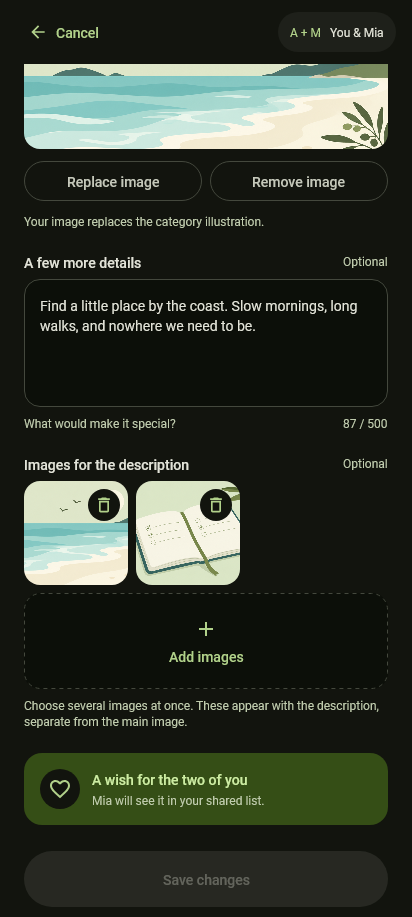 Cancel
A + M You & Mia
Replace image
Remove image
Your image replaces the category illustration.
A few more details
Optional
Find a little place by the coast. Slow mornings, long
walks, and nowhere we need to be.
What would make it special?
87 / 500
Images for the description
Optional
Add images
Choose several images at once. These appear with the description,
separate from the main image.
A wish for the two of you
Mia will see it in your shared list.
Save changes